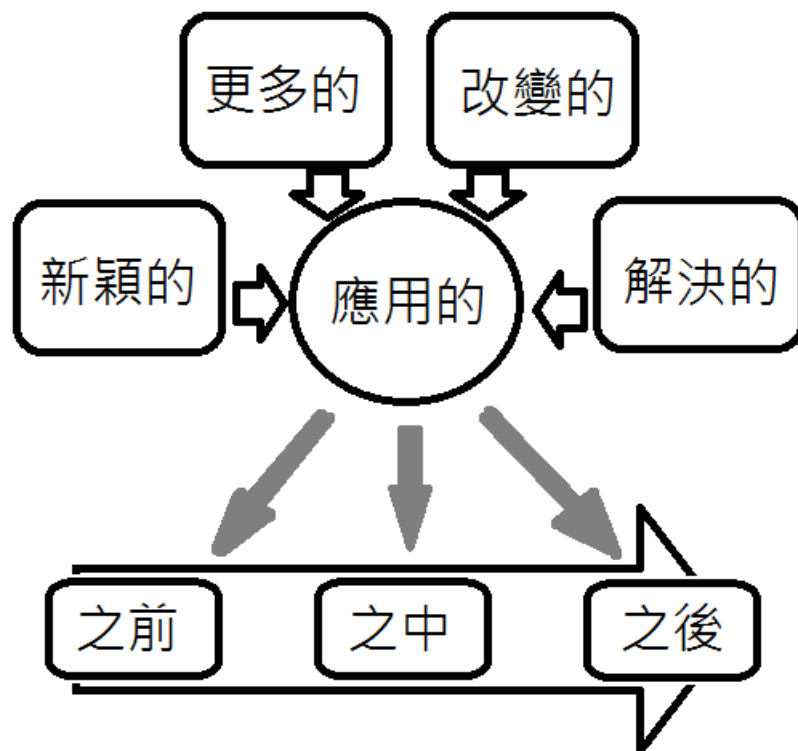 更多的
改變的
新穎的
應用的
解決的
之前
之中
之後